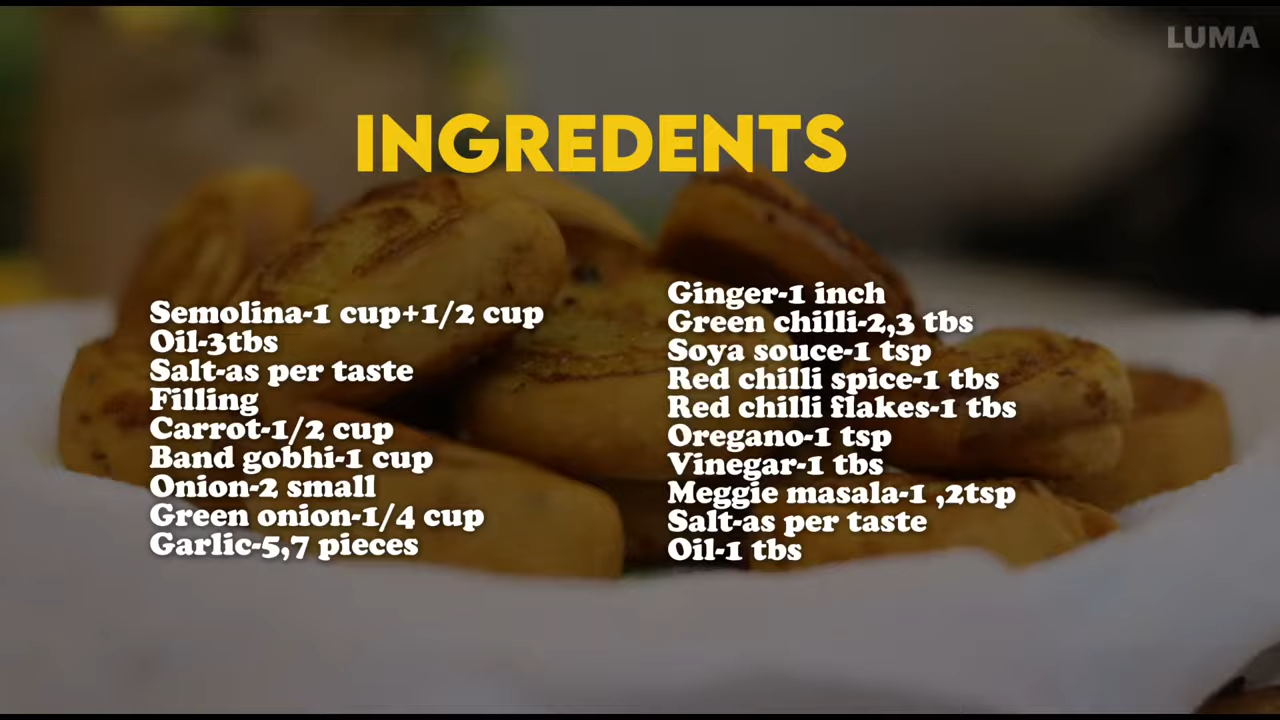 LUMA
INGREDENTS
Semolina-1 cup+1/2 cup
Oil-3tbs
Salt-as per taste
Filling
Carrot-1/2 cup
Band gobhi-1 cup
Onion-2 small
Green onion-1/4 cup
Garlic-5,7 pieces
Ginger-1 inch
Green chilli-2,3 tbs
Soya souce-1 tsp
Red chilli spice-1 tbs
Red chilli flakes-1 tbs
Oregano-1 tsp
Vinegar-1 tbs
Meggie masala-1 ,2tsp
Salt-as per taste
Oil-1 tbs